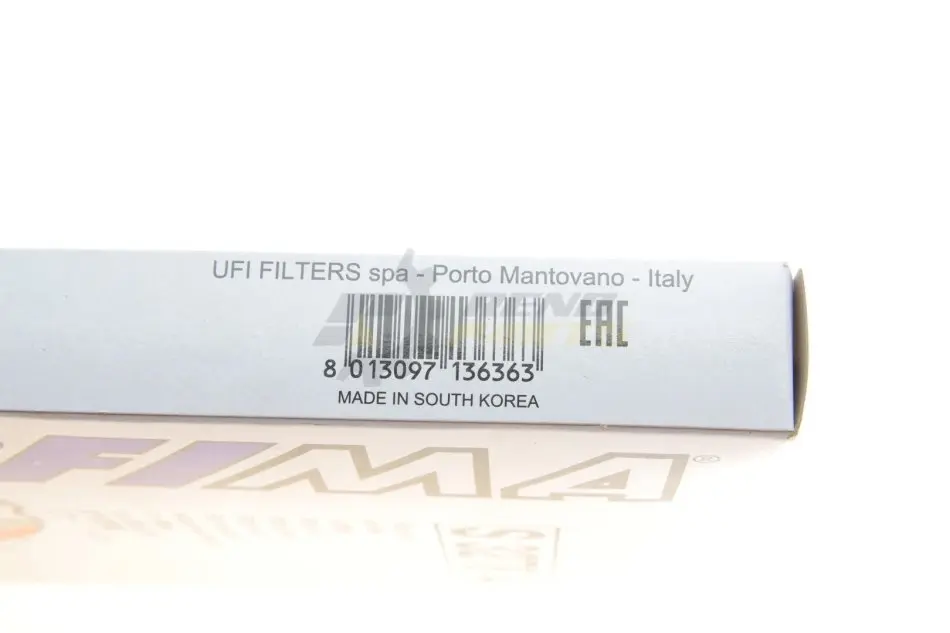 UFI FILTERS spa - Porto Mantovano - Italy
EAC
8 013097 136363
MADE IN SOUTH KOREA
FIMA®